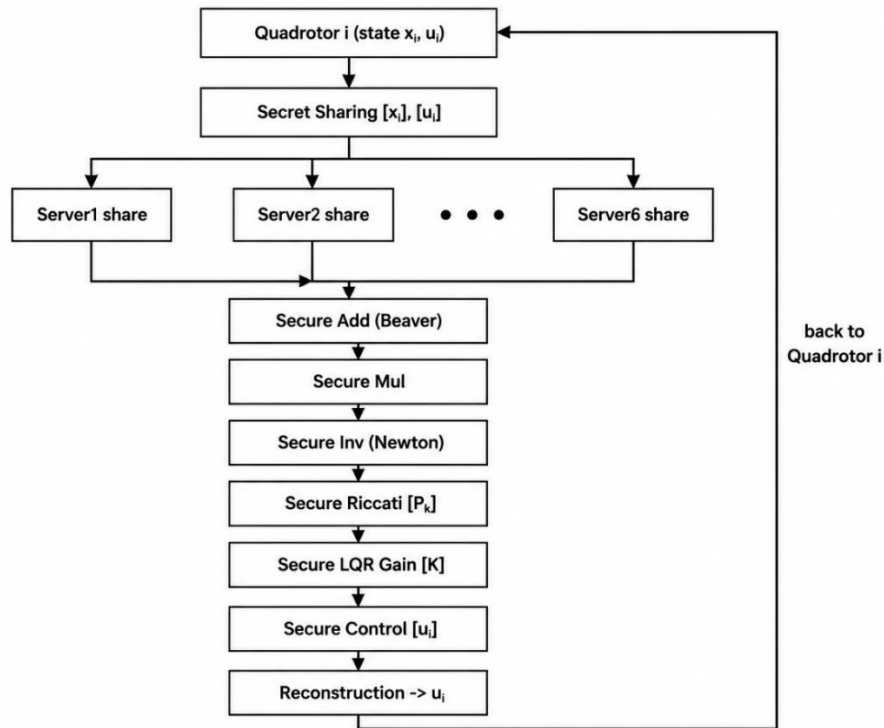 Quadrotor i (state xᵢ, uᵢ)
Secret Sharing [xᵢ], [uᵢ]
Server1 share
Server2 share
• • •
Server6 share
Secure Add (Beaver)
Secure Mul
Secure Inv (Newton)
Secure Riccati [Pₖ]
Secure LQR Gain [K]
Secure Control [uᵢ]
Reconstruction -> uᵢ
back to
Quadrotor i